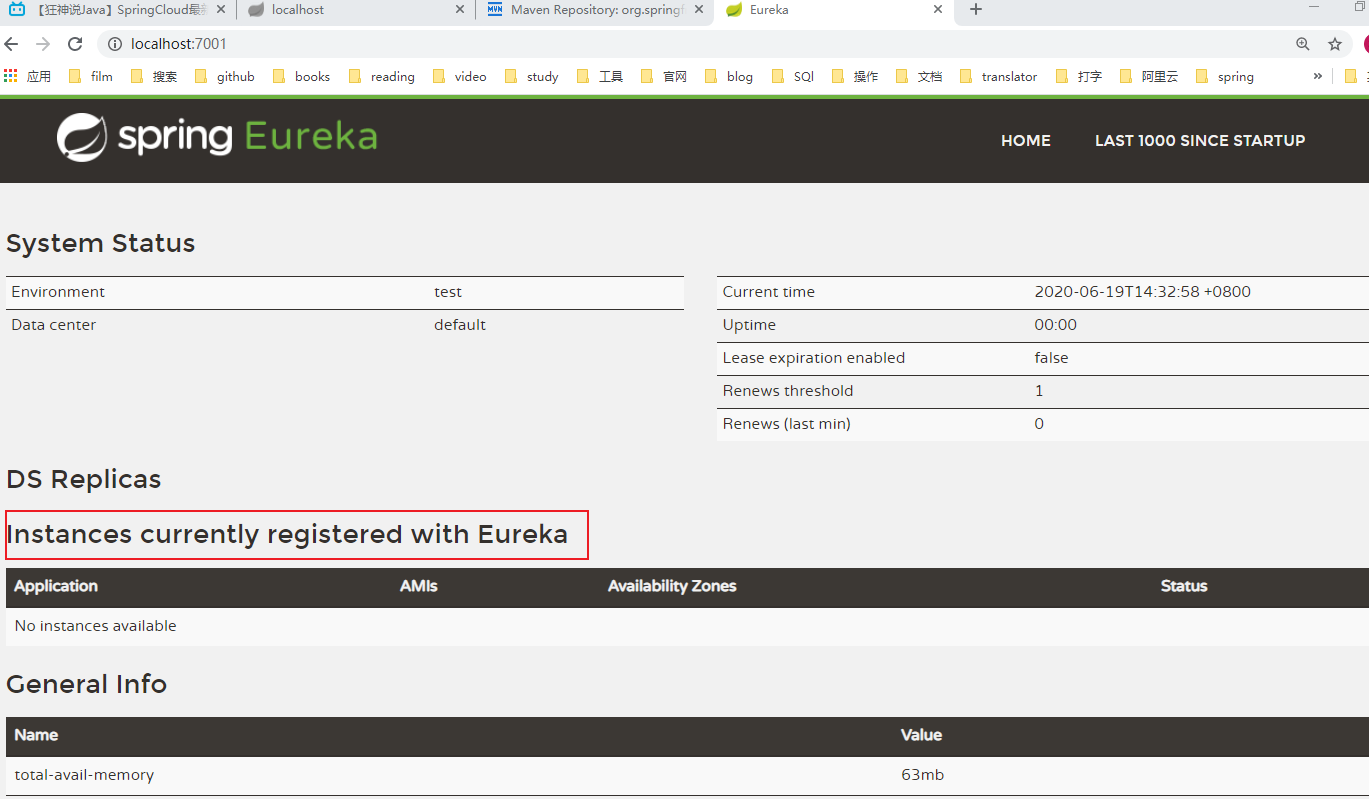 【狂神说Java】SpringCloud最新 localhost Maven Repository: org.springf Eureka
localhost:7001
应用 film 搜索 github books reading video study 工具 官网 blog SQl 操作 文档 translator 打字 阿里云 spring »
spring Eureka HOME LAST 1000 SINCE STARTUP
System Status
Environment test
Data center default
Current time 2020-06-19T14:32:58 +0800
Uptime 00:00
Lease expiration enabled false
Renews threshold 1
Renews (last min) 0
DS Replicas
Instances currently registered with Eureka
Application AMIs Availability Zones Status
No instances available
General Info
Name Value
total-avail-memory 63mb